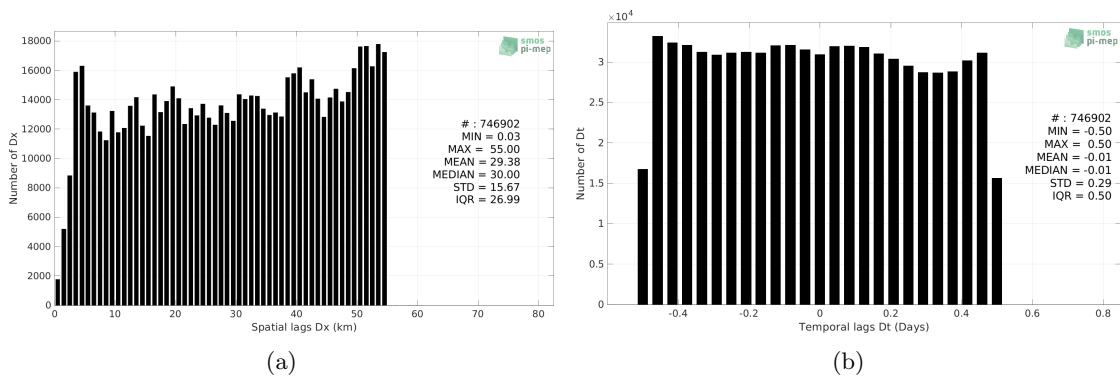 18000
16000
14000
12000
10000
8000
6000
4000
2000
0
Number of Dx
0 10 20 30 40 50 60 70 80
Spatial lags Dx (km)
smos
pi-mep
# : 746902
MIN = 0.03
MAX = 55.00
MEAN = 29.38
MEDIAN = 30.00
STD = 15.67
IQR = 26.99
(a)
×10⁴
3
2.5
2
1.5
1
0.5
0
Number of Dt
-0.4 -0.2 0 0.2 0.4 0.6 0.8
Temporal lags Dt (Days)
smos
pi-mep
# : 746902
MIN = -0.50
MAX = 0.50
MEAN = -0.01
MEDIAN = -0.01
STD = 0.29
IQR = 0.50
(b)